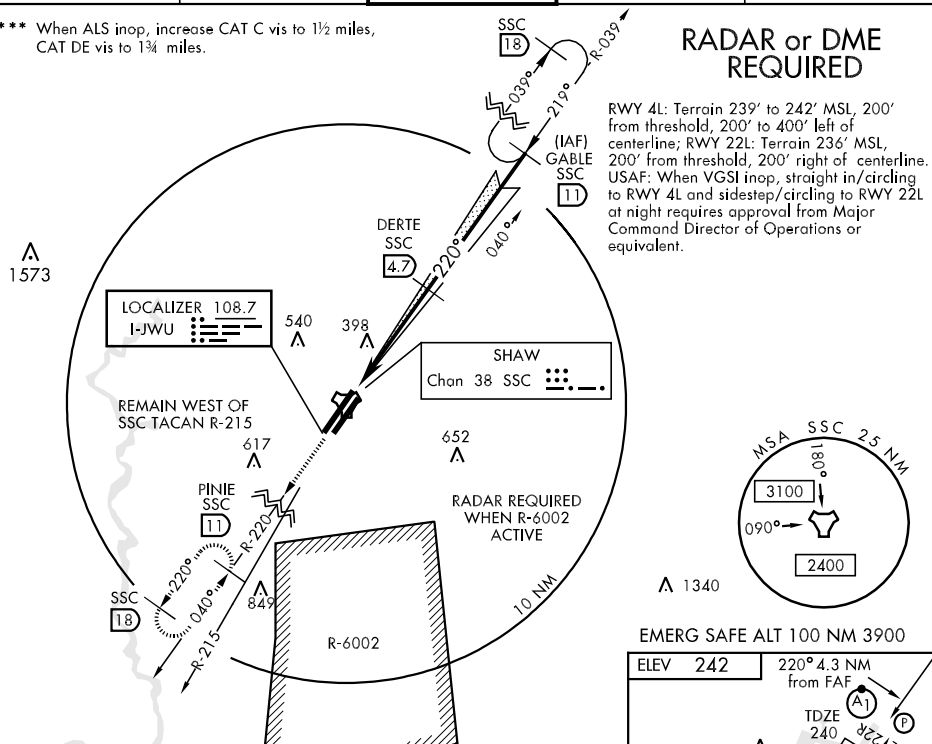 *** When ALS inop, increase CAT C vis to 1½ miles,
CAT DE vis to 1¾ miles.
SSC
18
R-039
039°
219°
RADAR or DME
REQUIRED
RWY 4L: Terrain 239' to 242' MSL, 200'
from threshold, 200' to 400' left of
centerline; RWY 22L: Terrain 236' MSL,
200' from threshold, 200' right of centerline.
USAF: When VGSI inop, straight in/circling
to RWY 4L and sidestep/circling to RWY 22L
at night requires approval from Major
Command Director of Operations or
equivalent.
(IAF)
GABLE
SSC
11
DERTE
SSC
4.7
220°
040°
1573
LOCALIZER 108.7
I-JWU
540
398
SHAW
Chan 38 SSC
REMAIN WEST OF
SSC TACAN R-215
617
652
PINIE
SSC
11
R-220
RADAR REQUIRED
WHEN R-6002
ACTIVE
220°
040°
SSC
18
849
R-215
R-6002
10 NM
MSA SSC 25 NM
180°
3100
090°
2400
1340
EMERG SAFE ALT 100 NM 3900
ELEV 242
220° 4.3 NM
from FAF
A1
P
TDZE
240
22R